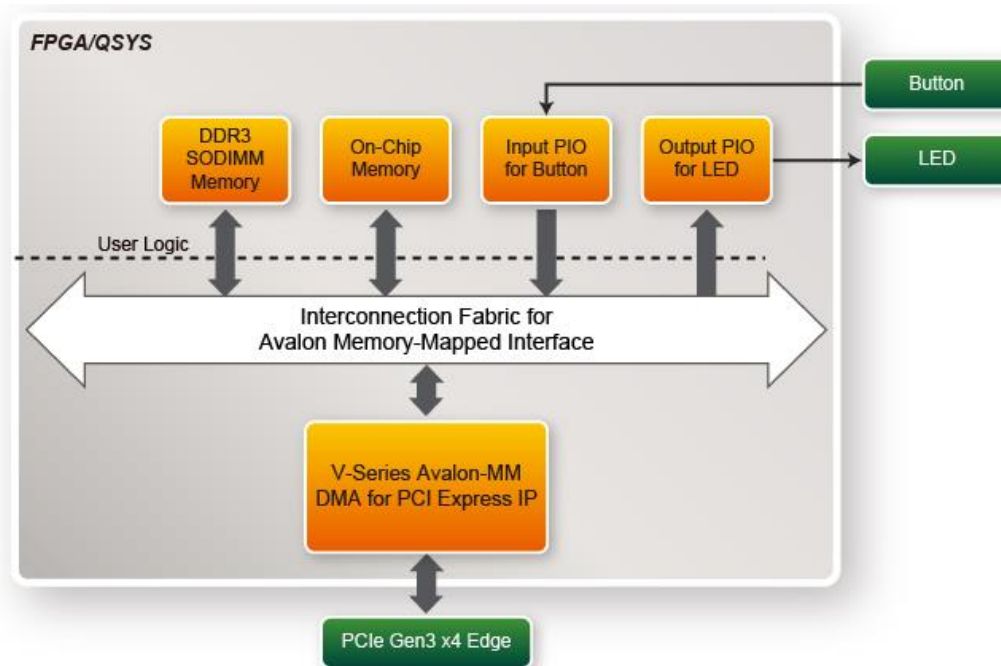 FPGA/QSYS
Button
LED
DDR3
SODIMM
Memory
On-Chip
Memory
Input PIO
for Button
Output PIO
for LED
User Logic
Interconnection Fabric for
Avalon Memory-Mapped Interface
V-Series Avalon-MM
DMA for PCI Express IP
PCIe Gen3 x4 Edge